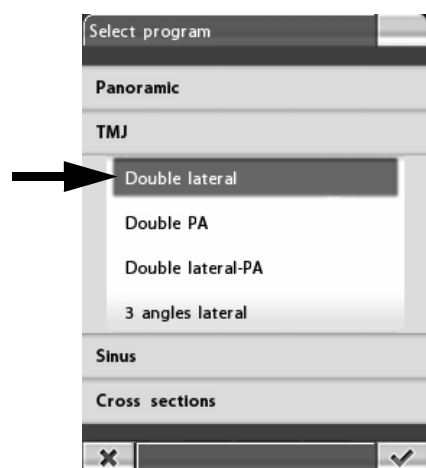 Select program
Panoramic
TMJ
Double lateral
Double PA
Double lateral-PA
3 angles lateral
Sinus
Cross sections